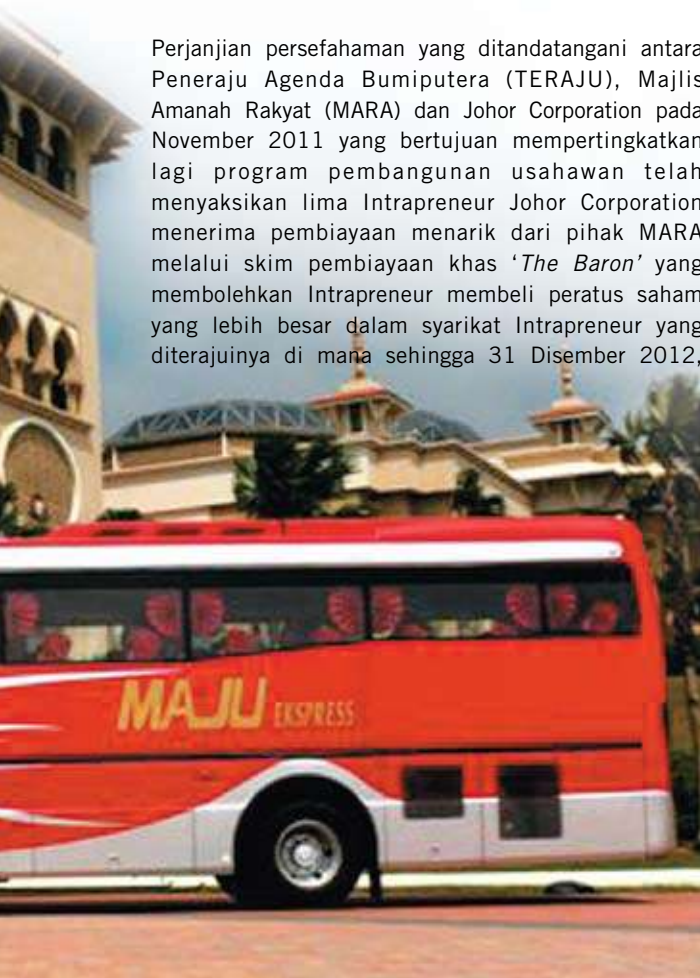 Perjanjian persefahaman yang ditandatangani antara
Peneraju Agenda Bumiputera (TERAJU), Majlis
Amanah Rakyat (MARA) dan Johor Corporation pada
November 2011 yang bertujuan mempertingkatkan
lagi program pembangunan usahawan telah
menyaksikan lima Intrapreneur Johor Corporation
menerima pembiayaan menarik dari pihak MARA
melalui skim pembiayaan khas ‘The Baron’ yang
membolehkan Intrapreneur membeli peratus saham
yang lebih besar dalam syarikat Intrapreneur yang
diterajuinya di mana sehingga 31 Disember 2012,
MAJU EKSPRESS